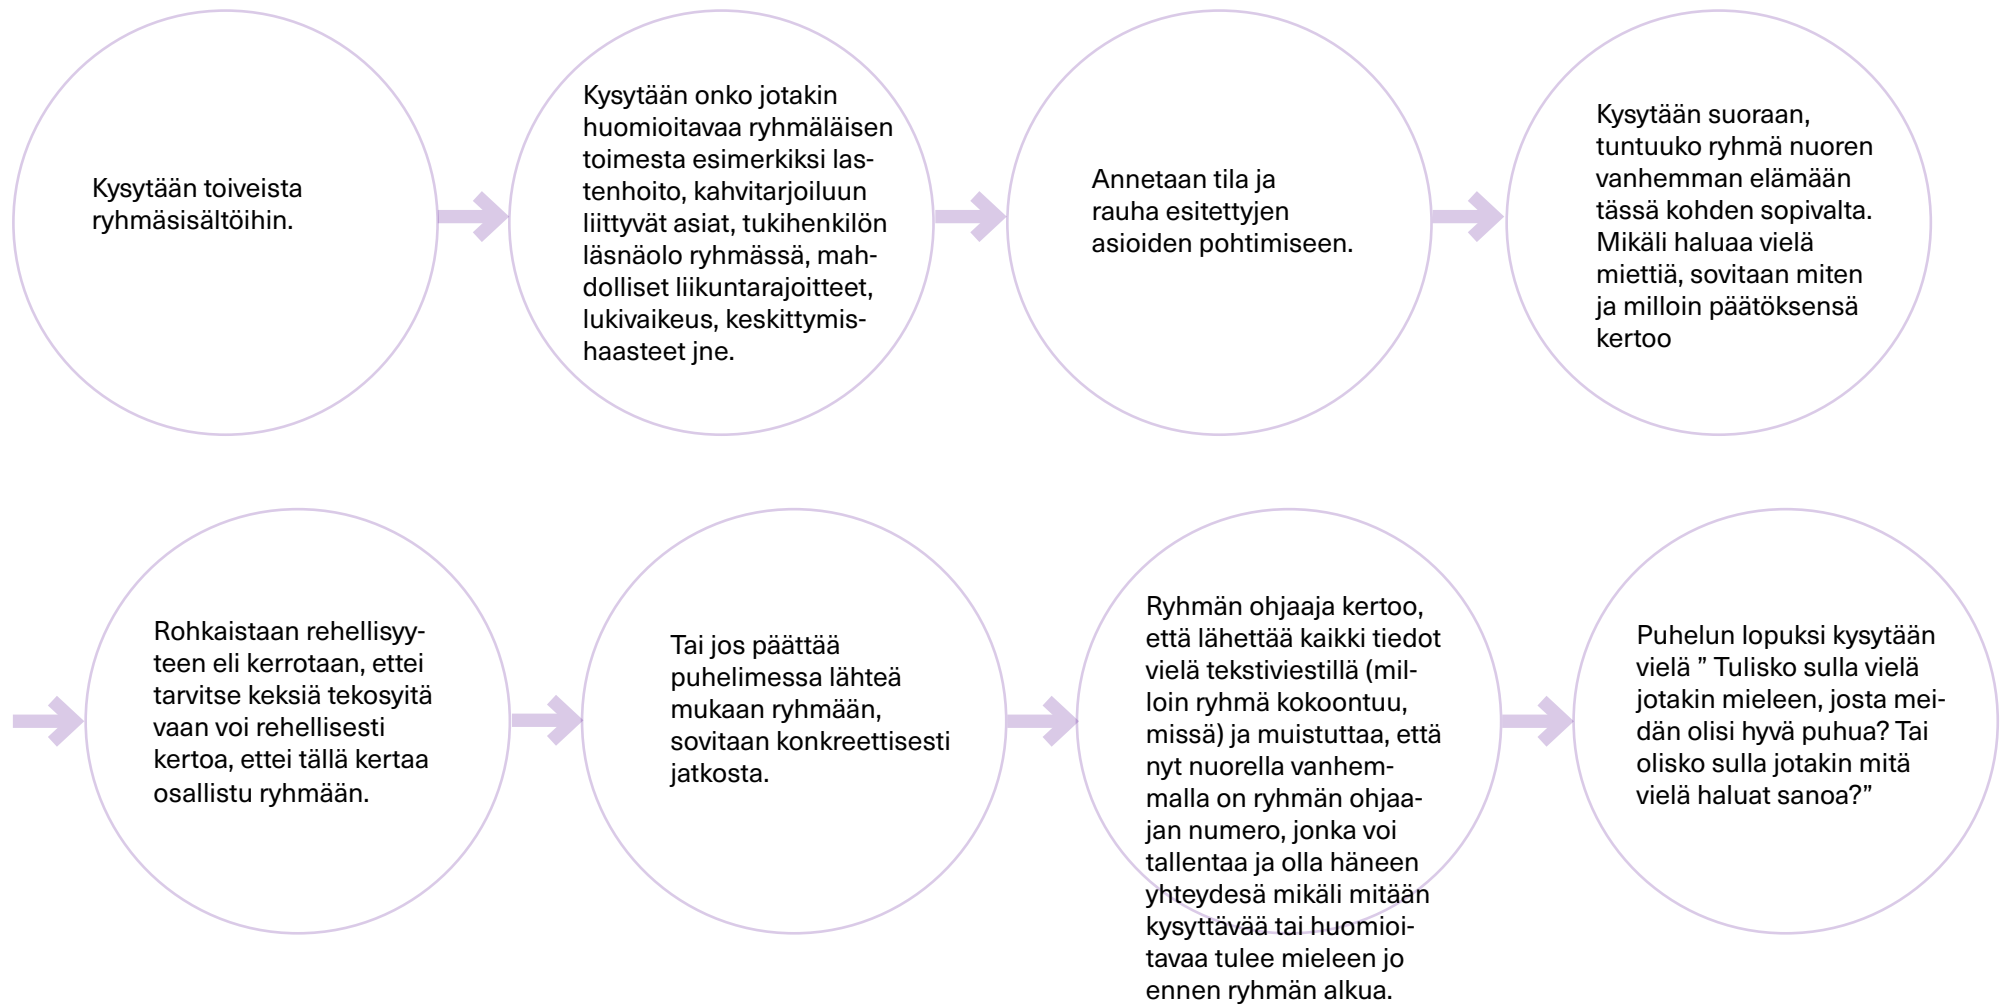 Kysytään toiveista
ryhmäsisältöihin.
Kysytään onko jotakin
huomioitavaa ryhmäläisen
toimesta esimerkiksi las-
tenhoito, kahvitarjoiluun
liittyvät asiat, tukihenkilön
läsnäolo ryhmässä, mah-
dolliset liikuntarajoitteet,
lukivaikeus, keskittymis-
haasteet jne.
Annetaan tila ja
rauha esitettyjen
asioiden pohtimiseen.
Kysytään suoraan,
tuntuuko ryhmä nuoren
vanhemman elämään
tässä kohden sopivalta.
Mikäli haluaa vielä
miettiä, sovitaan miten
ja milloin päätöksensä
kertoo
Rohkaistaan rehellisyy-
teen eli kerrotaan, ettei
tarvitse keksiä tekosyitä
vaan voi rehellisesti
kertoa, ettei tällä kertaa
osallistu ryhmään.
Tai jos päättää
puhelimessa lähteä
mukaan ryhmään,
sovitaan konkreettisesti
jatkosta.
Ryhmän ohjaaja kertoo,
että lähettää kaikki tiedot
vielä tekstiviestillä (mil-
loin ryhmä kokoontuu,
missä) ja muistuttaa, että
nyt nuorella vanhem-
malla on ryhmän ohjaa-
jan numero, jonka voi
tallentaa ja olla häneen
yhteydesä mikäli mitään
kysyttävää tai huomioi-
tavaa tulee mieleen jo
ennen ryhmän alkua.
Puhelun lopuksi kysytään
vielä ” Tulisko sulla vielä
jotakin mieleen, josta mei-
dän olisi hyvä puhua? Tai
olisko sulla jotakin mitä
vielä haluat sanoa?”